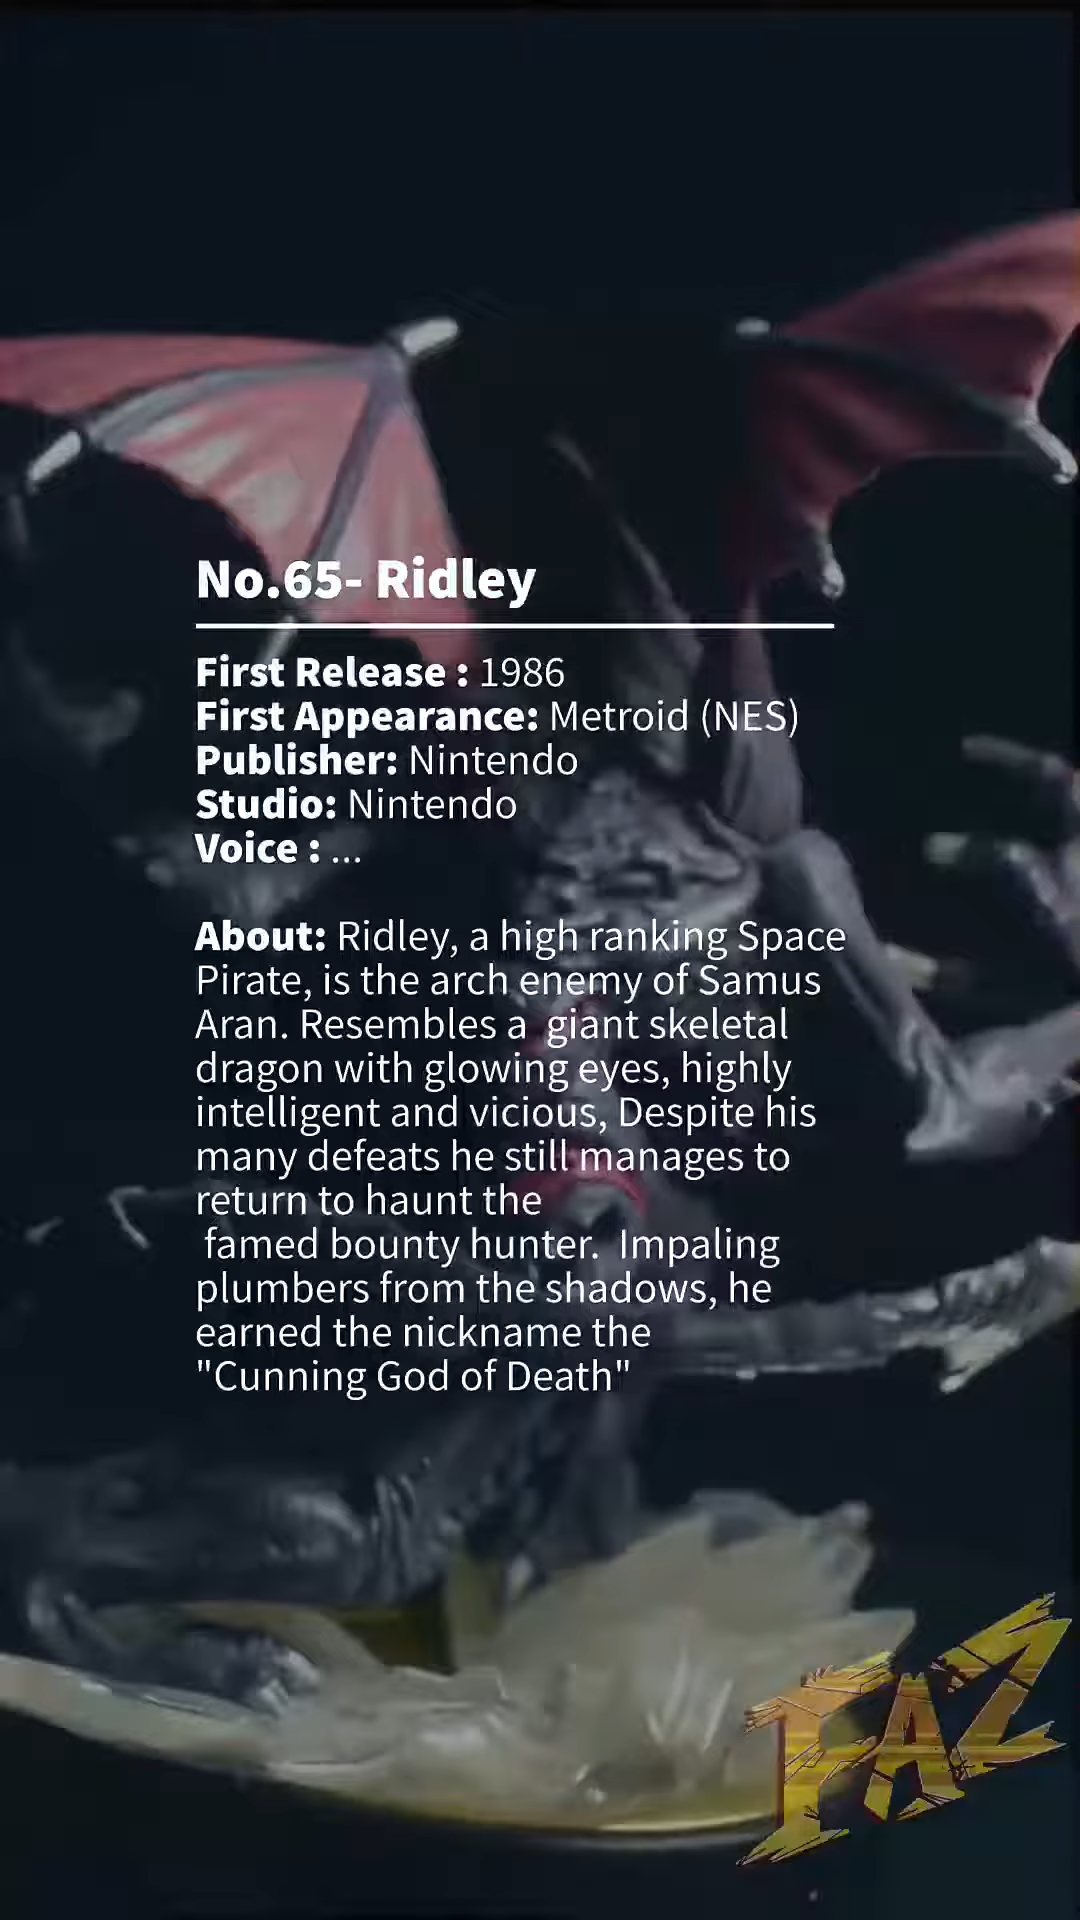 No.65- Ridley
First Release : 1986
First Appearance: Metroid (NES)
Publisher: Nintendo
Studio: Nintendo
Voice : ...
About: Ridley, a high ranking Space
Pirate, is the arch enemy of Samus
Aran. Resembles a  giant skeletal
dragon with glowing eyes, highly
intelligent and vicious, Despite his
many defeats he still manages to
return to haunt the
 famed bounty hunter.  Impaling
plumbers from the shadows, he
earned the nickname the
"Cunning God of Death"
FAZ